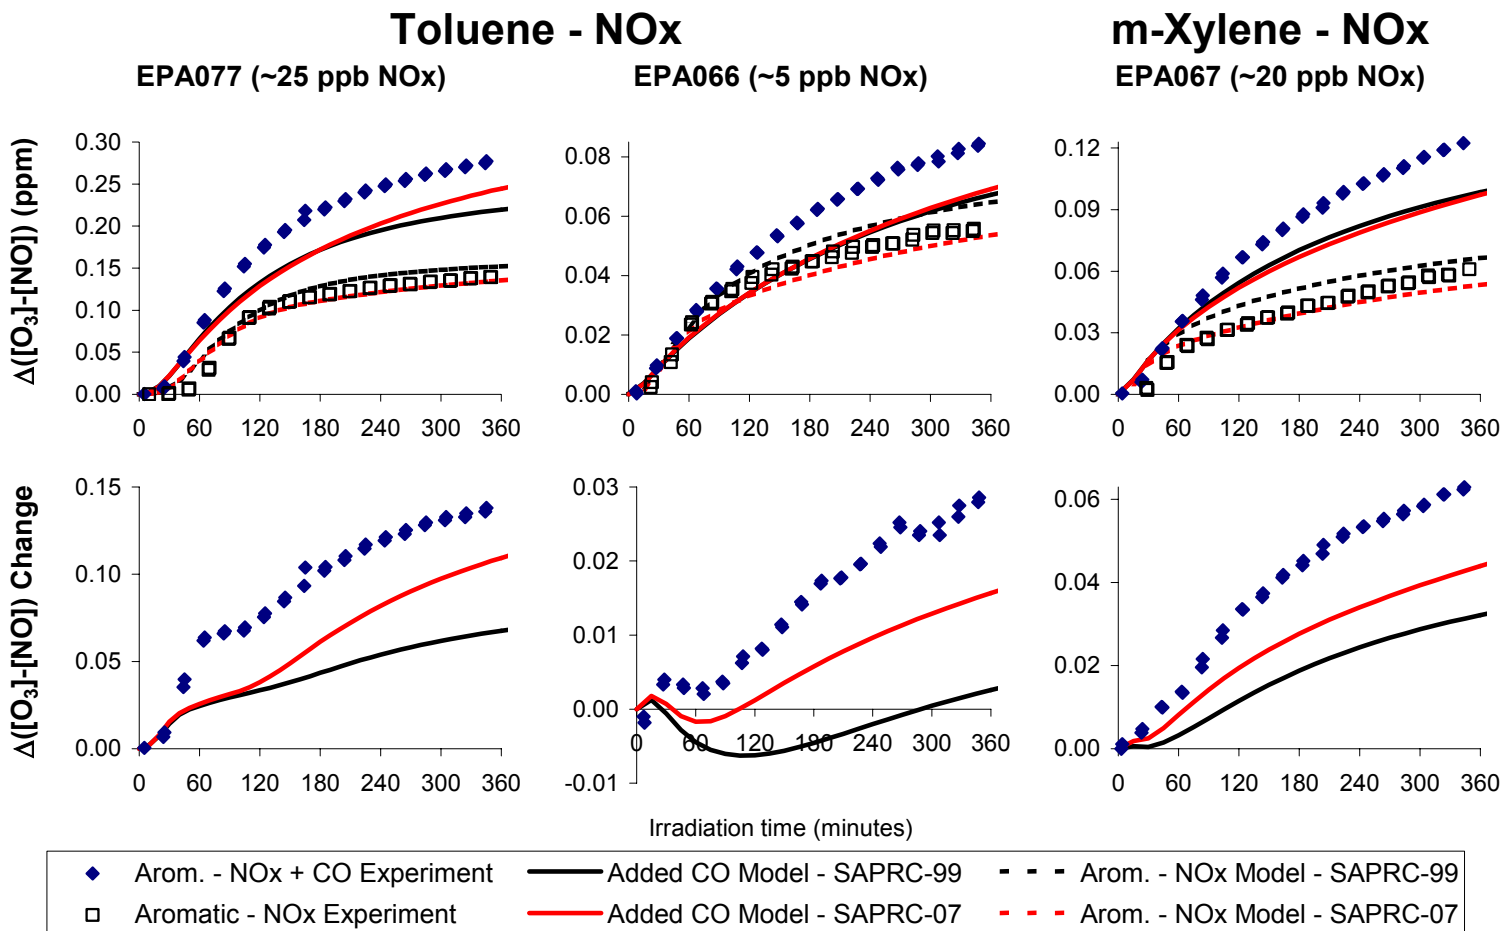 Toluene - NOx
m-Xylene - NOx
EPA077 (~25 ppb NOx)
EPA066 (~5 ppb NOx)
EPA067 (~20 ppb NOx)
Δ([O3]-[NO]) (ppm)
0.30
0.25
0.20
0.15
0.10
0.05
0.00
0 60 120 180 240 300 360
0.08
0.06
0.04
0.02
0.00
0 60 120 180 240 300 360
0.12
0.09
0.06
0.03
0.00
0 60 120 180 240 300 360
Δ([O3]-[NO]) Change
0.15
0.10
0.05
0.00
0 60 120 180 240 300 360
0.03
0.02
0.01
0.00
-0.01
0 60 120 180 240 300 360
0.06
0.04
0.02
0.00
0 60 120 180 240 300 360
Irradiation time (minutes)
Arom. - NOx + CO Experiment
Added CO Model - SAPRC-99
Arom. - NOx Model - SAPRC-99
Aromatic - NOx Experiment
Added CO Model - SAPRC-07
Arom. - NOx Model - SAPRC-07